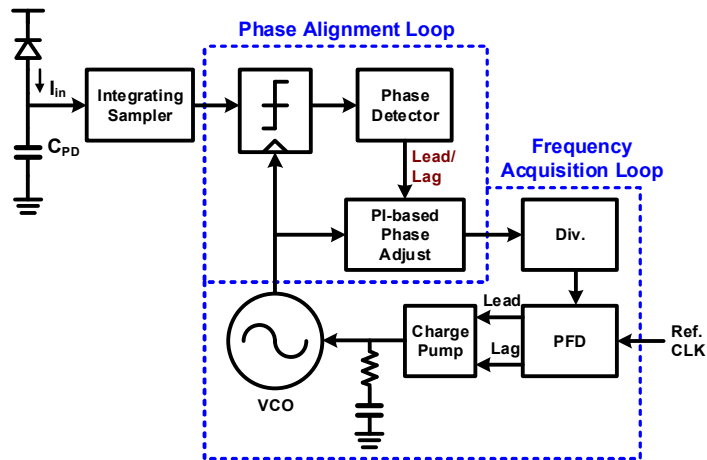 Phase Alignment Loop
I_in
Integrating
Sampler
C_PD
Phase
Detector
Lead/
Lag
PI-based
Phase
Adjust
Frequency
Acquisition Loop
Div.
Lead
Lag
Charge
Pump
PFD
Ref.
CLK
VCO